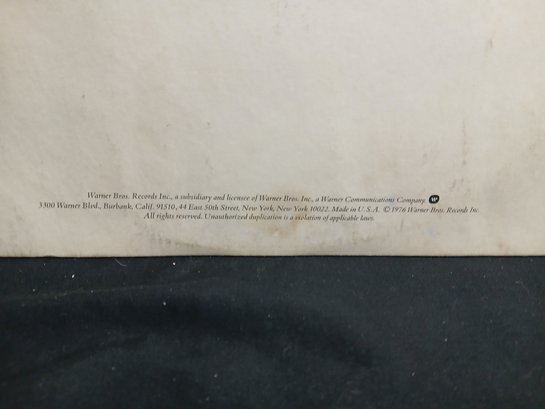 Warner Bros. Records Inc., a subsidiary and licensee of Warner Bros. Inc., a Warner Communications Company
3300 Warner Blvd., Burbank, Calif. 91510, 44 East 50th Street, New York, New York 10022. Made in U.S.A. ©1976 Warner Bros. Records Inc.
All rights reserved. Unauthorized duplication is a violation of applicable laws.